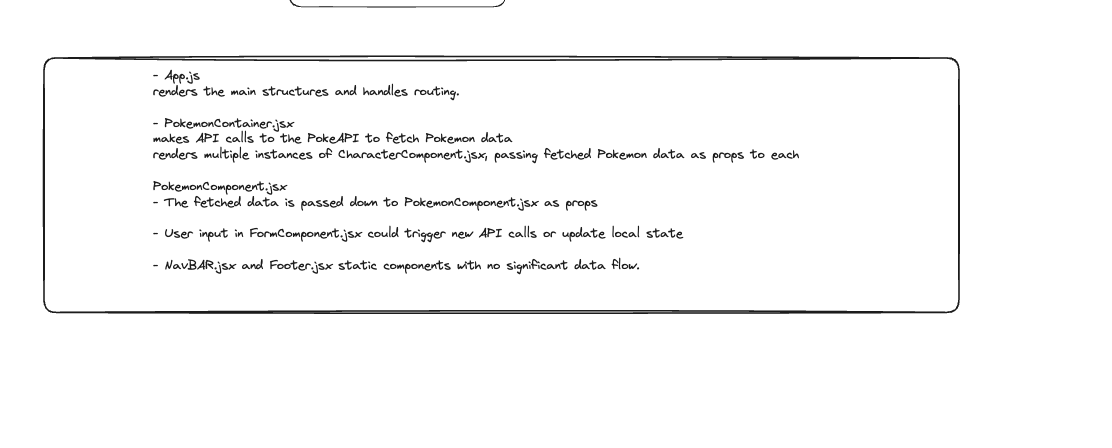 - App.js
renders the main structures and handles routing.
- PokemonContainer.jsx
makes API calls to the PokeAPI to fetch Pokemon data
renders multiple instances of CharacterComponent.jsx, passing fetched Pokemon data as props to each
PokemonComponent.jsx
- The fetched data is passed down to PokemonComponent.jsx as props
- User input in FormComponent.jsx could trigger new API calls or update local state
- NavBAR.jsx and Footer.jsx static components with no significant data flow.